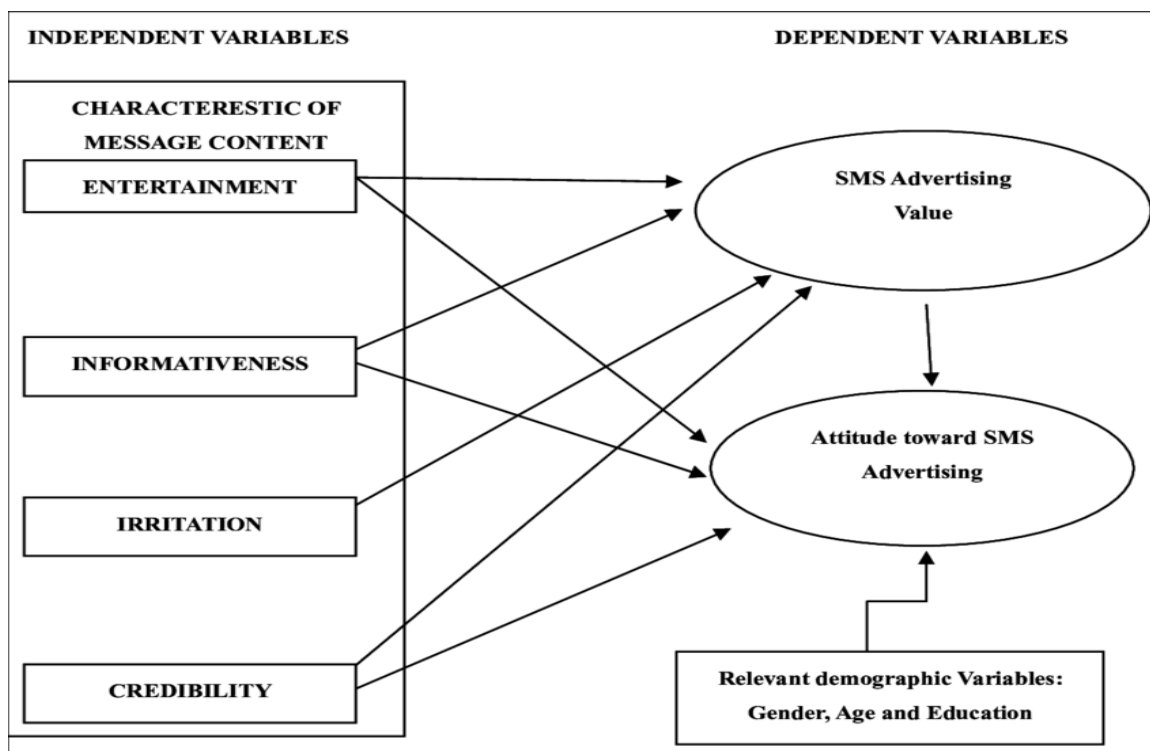 INDEPENDENT VARIABLES
DEPENDENT VARIABLES
CHARACTERESTIC OF
MESSAGE CONTENT
ENTERTAINMENT
INFORMATIVENESS
IRRITATION
CREDIBILITY
SMS Advertising
Value
Attitude toward SMS
Advertising
Relevant demographic Variables:
Gender, Age and Education